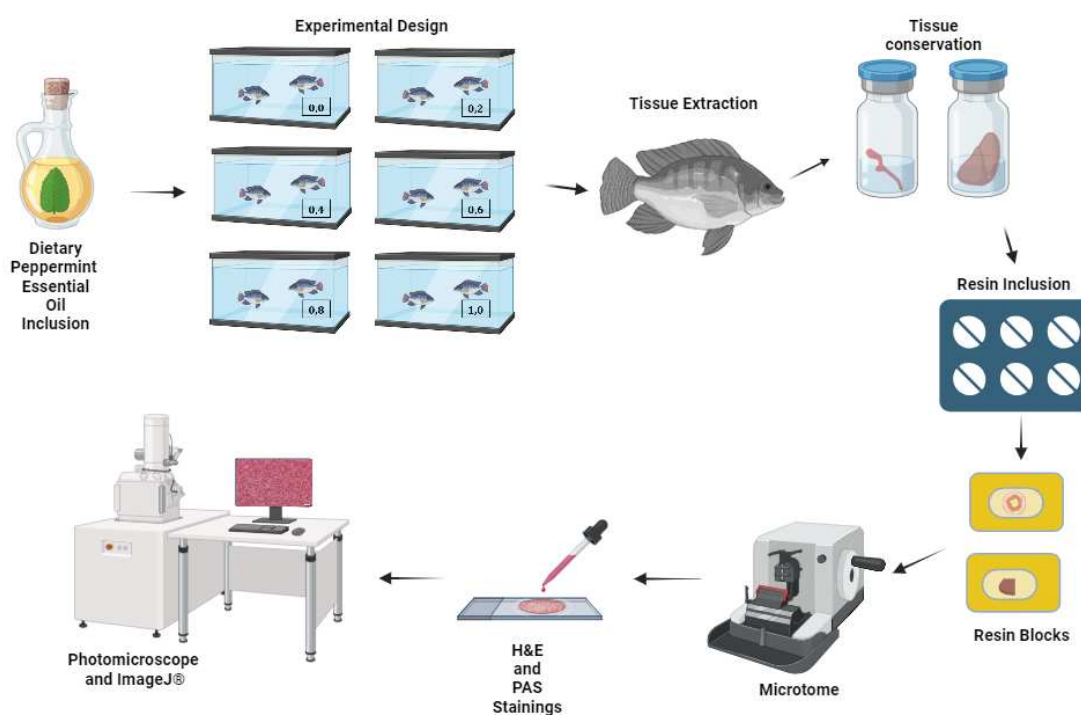 Experimental Design
0,0
0,2
0,4
0,6
0,8
1,0
Dietary
Peppermint
Essential
Oil
Inclusion
Tissue Extraction
Tissue
conservation
Resin Inclusion
Resin Blocks
Microtome
H&E
and
PAS
Stainings
Photomicroscope
and ImageJ®